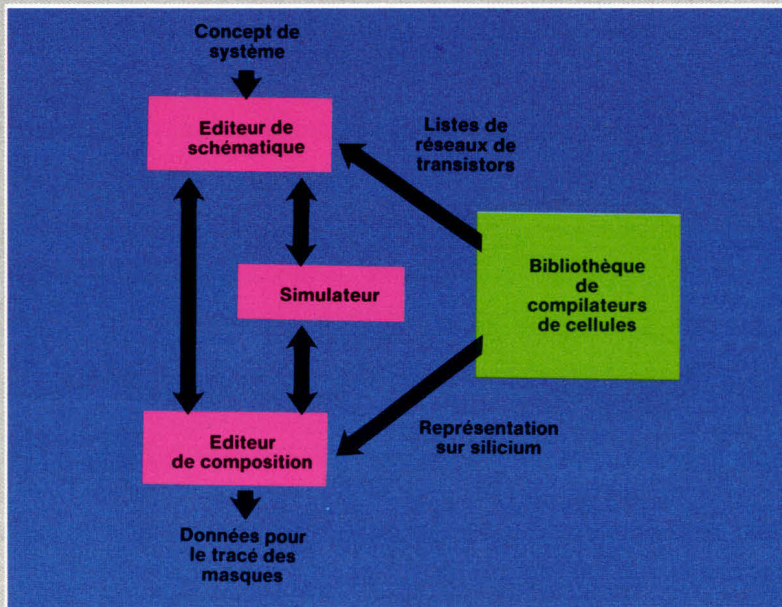 Concept de
système
Editeur de
schématique
Listes de
réseaux de
transistors
Bibliothèque
de
compilateurs
de cellules
Simulateur
Editeur
de composition
Représentation
sur silicium
Données pour
le tracé des
masques